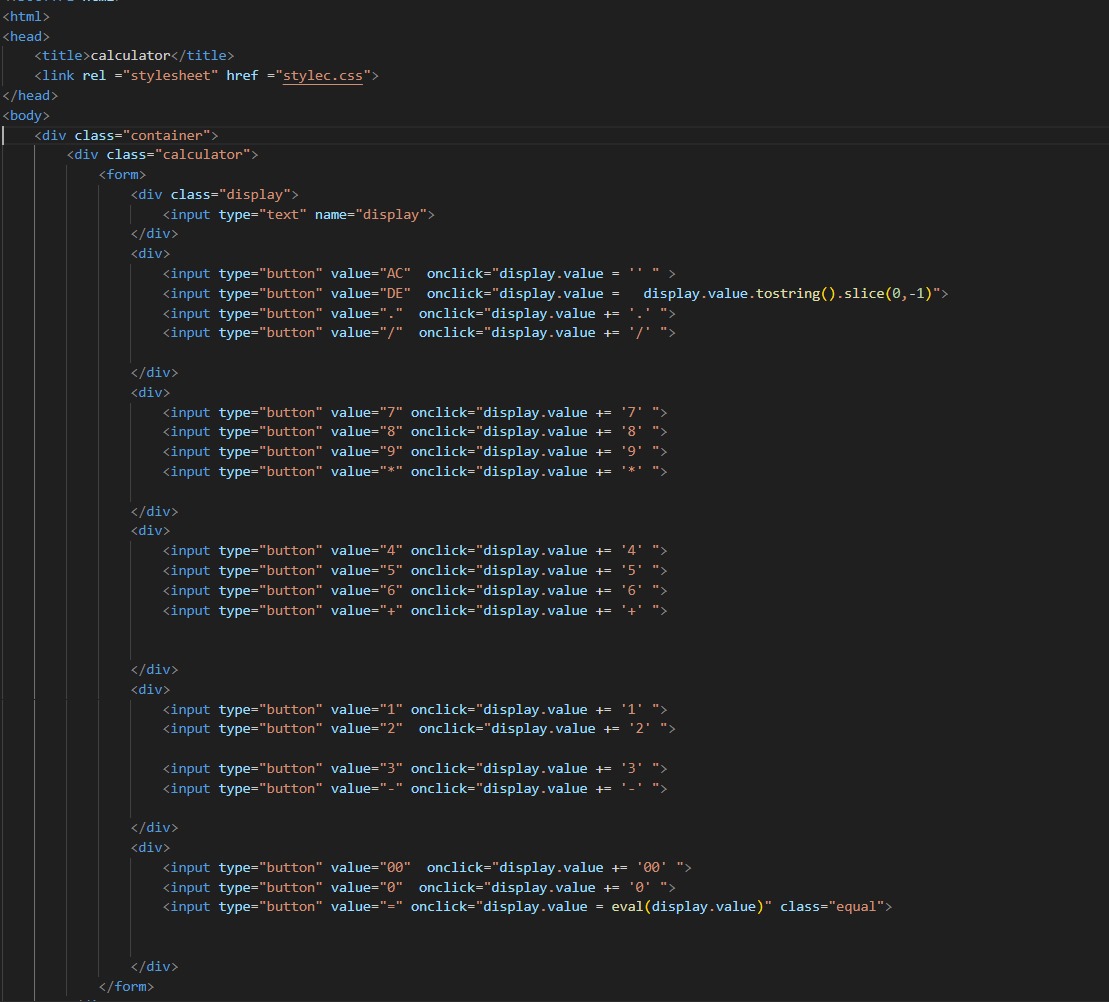 <html>
<head>
    <title>calculator</title>
    <link rel ="stylesheet" href ="stylec.css">
</head>
<body>
    <div class="container">
        <div class="calculator">
            <form>
                <div class="display">
                    <input type="text" name="display">
                </div>
                <div>
                    <input type="button" value="AC"  onclick="display.value = '' " >
                    <input type="button" value="DE"  onclick="display.value =   display.value.tostring().slice(0,-1)">
                    <input type="button" value="."  onclick="display.value += '.' ">
                    <input type="button" value="/"  onclick="display.value += '/' ">
                </div>
                <div>
                    <input type="button" value="7" onclick="display.value += '7' ">
                    <input type="button" value="8" onclick="display.value += '8' ">
                    <input type="button" value="9" onclick="display.value += '9' ">
                    <input type="button" value="*" onclick="display.value += '*' ">
                </div>
                <div>
                    <input type="button" value="4" onclick="display.value += '4' ">
                    <input type="button" value="5" onclick="display.value += '5' ">
                    <input type="button" value="6" onclick="display.value += '6' ">
                    <input type="button" value="+" onclick="display.value += '+' ">
                </div>
                <div>
                    <input type="button" value="1" onclick="display.value += '1' ">
                    <input type="button" value="2"  onclick="display.value += '2' ">
                    <input type="button" value="3" onclick="display.value += '3' ">
                    <input type="button" value="-" onclick="display.value += '-' ">
                </div>
                <div>
                    <input type="button" value="00"  onclick="display.value += '00' ">
                    <input type="button" value="0"  onclick="display.value += '0' ">
                    <input type="button" value="=" onclick="display.value = eval(display.value)" class="equal">
                </div>
            </form>